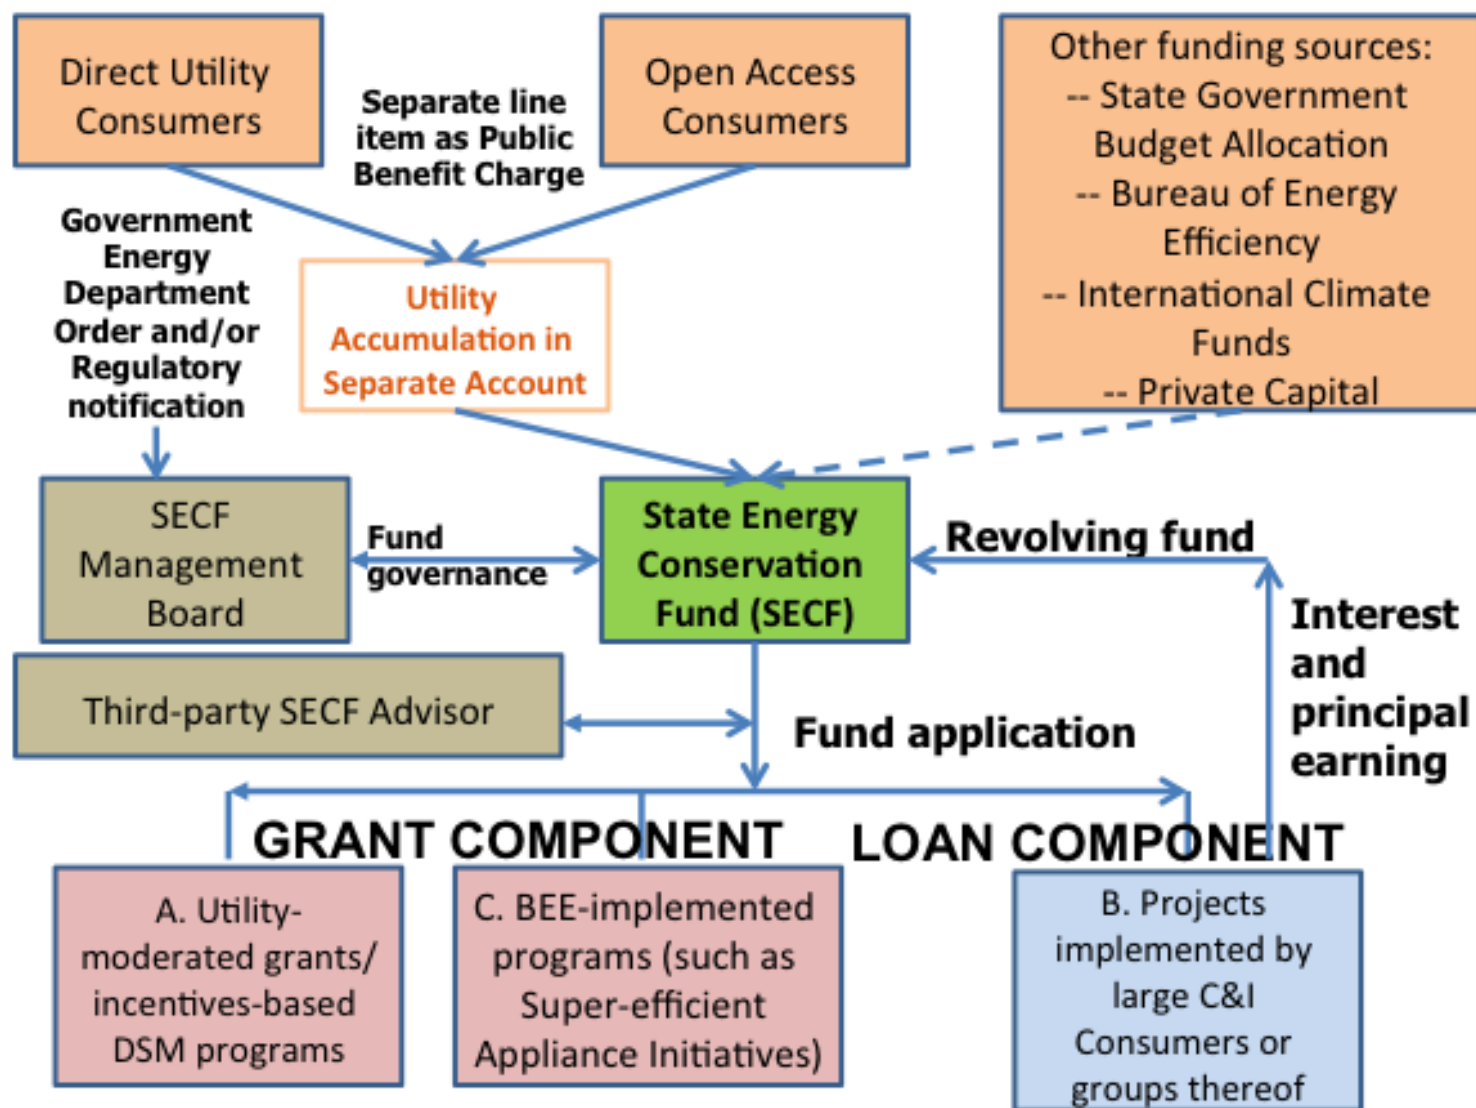 Direct Utility
Consumers
Separate line
item as Public
Benefit Charge
Open Access
Consumers
Other funding sources:
-- State Government
Budget Allocation
-- Bureau of Energy
Efficiency
-- International Climate
Funds
-- Private Capital
Government
Energy
Department
Order and/or
Regulatory
notification
Utility
Accumulation in
Separate Account
SECF
Management
Board
Fund
governance
State Energy
Conservation
Fund (SECF)
Revolving fund
Interest
and
principal
earning
Third-party SECF Advisor
Fund application
GRANT COMPONENT
LOAN COMPONENT
A. Utility-
moderated grants/
incentives-based
DSM programs
C. BEE-implemented
programs (such as
Super-efficient
Appliance Initiatives)
B. Projects
implemented by
large C&I
Consumers or
groups thereof